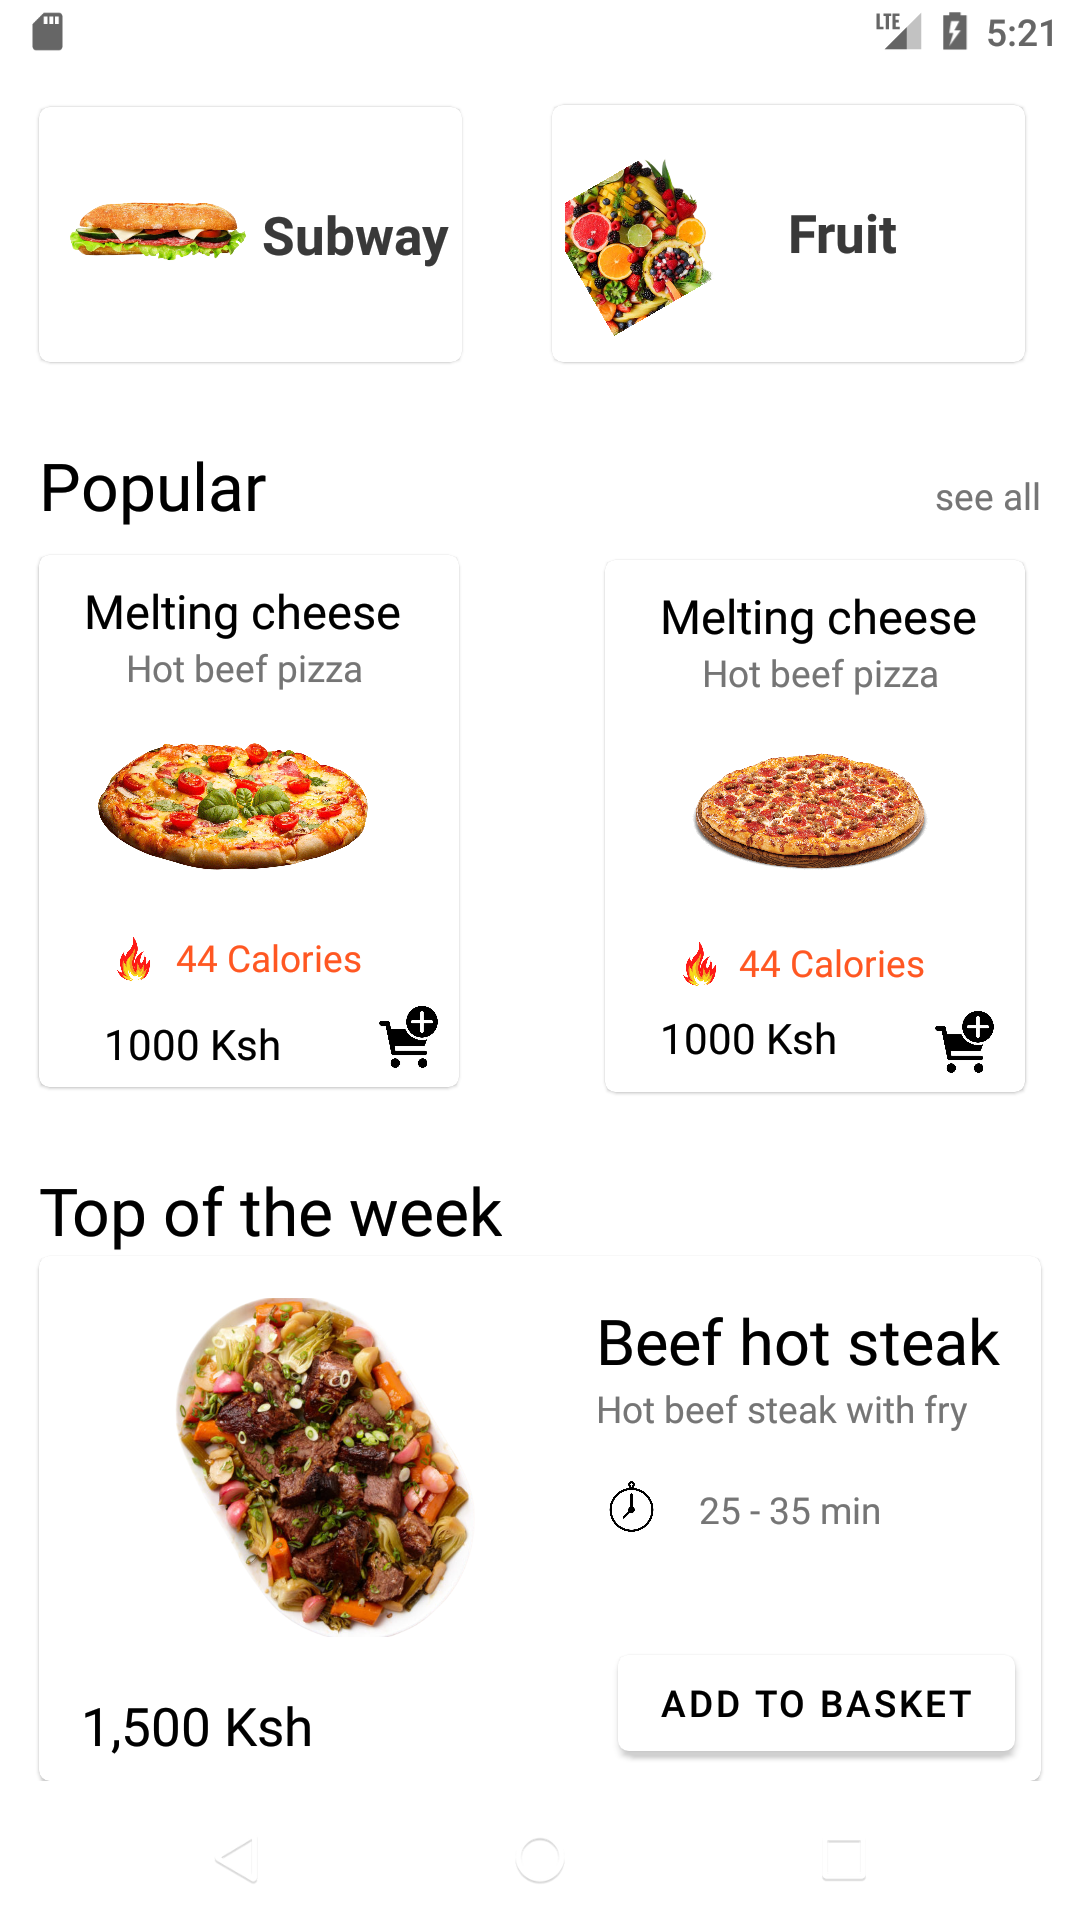 LTE 5:21
Subway
Fruit
Popular
see all
Melting cheese
Hot beef pizza
44 Calories
1000 Ksh
Melting cheese
Hot beef pizza
44 Calories
1000 Ksh
Top of the week
Beef hot steak
Hot beef steak with fry
25 - 35 min
1,500 Ksh
ADD TO BASKET